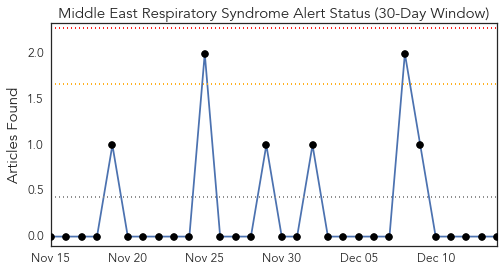 Middle East Respiratory Syndrome Alert Status (30-Day Window)
Articles Found
2.0
1.5
1.0
0.5
0.0
Nov 15 Nov 20 Nov 25 Nov 30 Dec 05 Dec 10